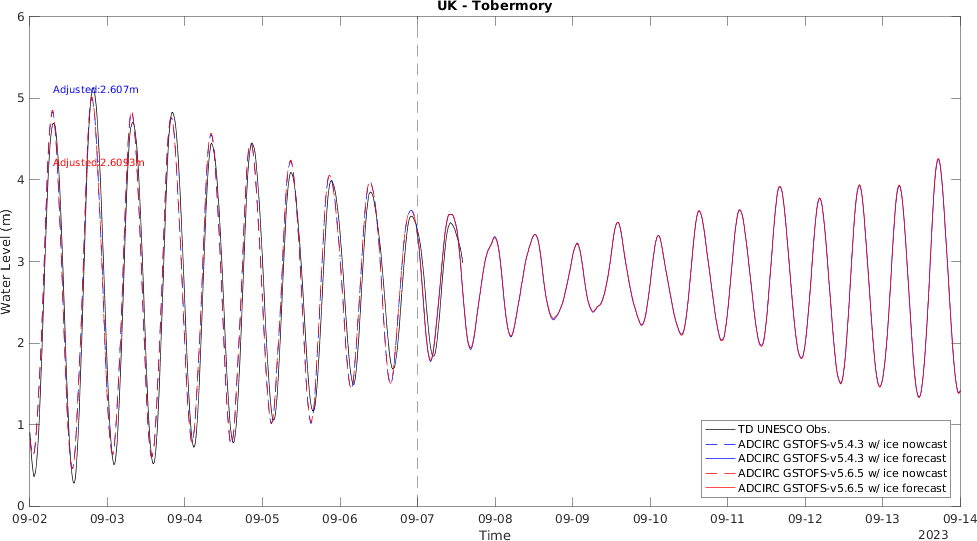 UK - Tobermory
6
5
4
3
2
1
0
Water Level (m)
Adjusted:2.607m
Adjusted:2.6093m
TD UNESCO Obs.
ADCIRC GSTOFS-v5.4.3 w/ ice nowcast
ADCIRC GSTOFS-v5.4.3 w/ ice forecast
ADCIRC GSTOFS-v5.6.5 w/ ice nowcast
ADCIRC GSTOFS-v5.6.5 w/ ice forecast
09-02 09-03 09-04 09-05 09-06 09-07 09-08 09-09 09-10 09-11 09-12 09-13 09-14
Time
2023